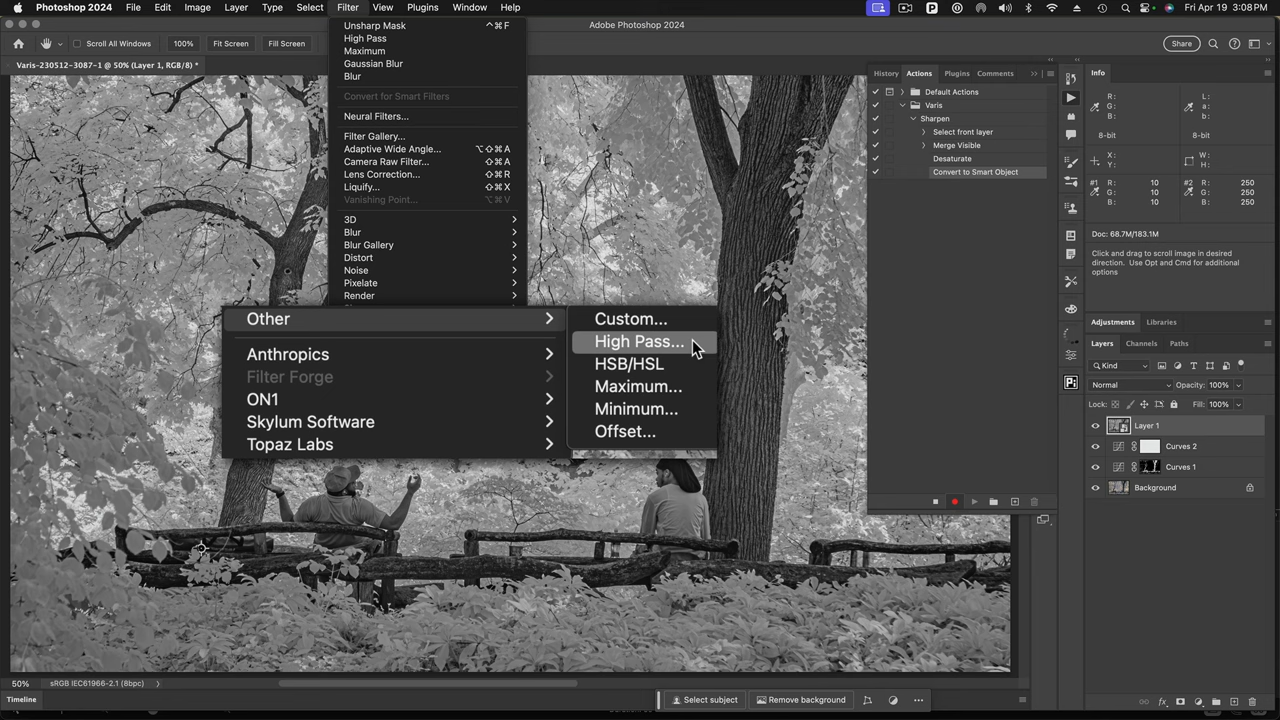 Photoshop 2024 File Edit Image Layer Type Select Filter View Plugins Window Help Fri Apr 19 3:08 PM
Adobe Photoshop 2024
Scroll All Windows 100% Fit Screen Fill Screen Share
Varis-230512-3087-1 @ 50% (Layer 1, RGB/8) *
Unsharp Mask ^⌘F
High Pass
Maximum
Gaussian Blur
Blur
Convert for Smart Filters
Neural Filters...
Filter Gallery...
Adaptive Wide Angle... ⌥⇧⌘A
Camera Raw Filter... ⇧⌘A
Lens Correction... ⇧⌘R
Liquify... ⇧⌘X
Vanishing Point... ⌥⌘V
3D
Blur
Blur Gallery
Distort
Noise
Pixelate
Render
Other
Anthropics
Filter Forge
ON1
Skylum Software
Topaz Labs
Custom...
High Pass...
HSB/HSL
Maximum...
Minimum...
Offset...
History Actions Plugins Comments
Default Actions
Varis
Sharpen
Select front layer
Merge Visible
Desaturate
Convert to Smart Object
Info
R: L:
G: a:
B: b:
8-bit 8-bit
X: W:
Y: H:
#1 R: 10 #2 R: 250
G: 10 G: 250
B: 10 B: 250
Doc: 68.7M/183.1M
Click and drag to scroll image in desired
direction. Use Opt and Cmd for additional
options
Adjustments Libraries
Layers Channels Paths
Kind
Normal Opacity: 100%
Lock: Fill: 100%
Layer 1
Curves 2
Curves 1
Background
50% sRGB IEC61966-2.1 (8bpc)
Timeline
Select subject Remove background